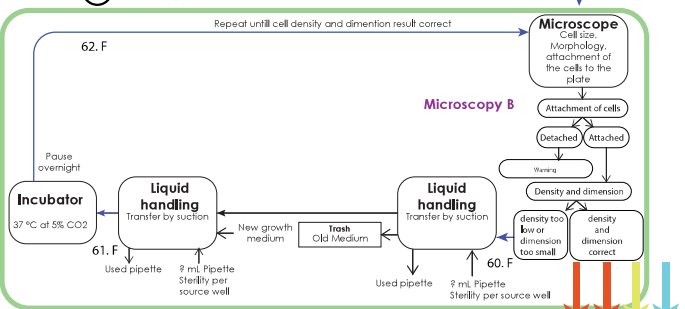 Repeat untill cell density and dimention result correct
62. F
Microscope
Cell size,
Morphology,
attachment of
the cells to the
plate
Microscopy B
Attachment of cells
Detached
Attached
Warning
Density and dimension
density too
low or
dimension
too small
density
and
dimension
correct
60. F
Liquid
handling
Transfer by suction
Used pipette
? mL Pipette
Sterility per
source well
Trash
Old Medium
New growth
medium
Liquid
handling
Transfer by suction
Used pipette
? mL Pipette
Sterility per
source well
61. F
Incubator
37 °C at 5% CO2
Pause
overnight